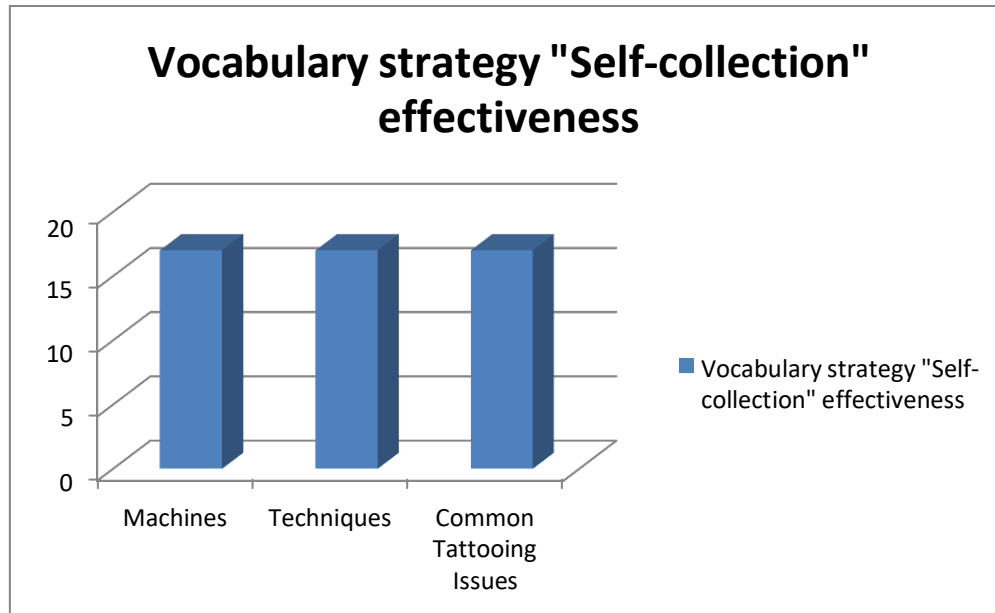 Vocabulary strategy "Self-collection"
effectiveness
20
15
10
5
0
Machines
Techniques
Common
Tattooing
Issues
Vocabulary strategy "Self-
collection" effectiveness